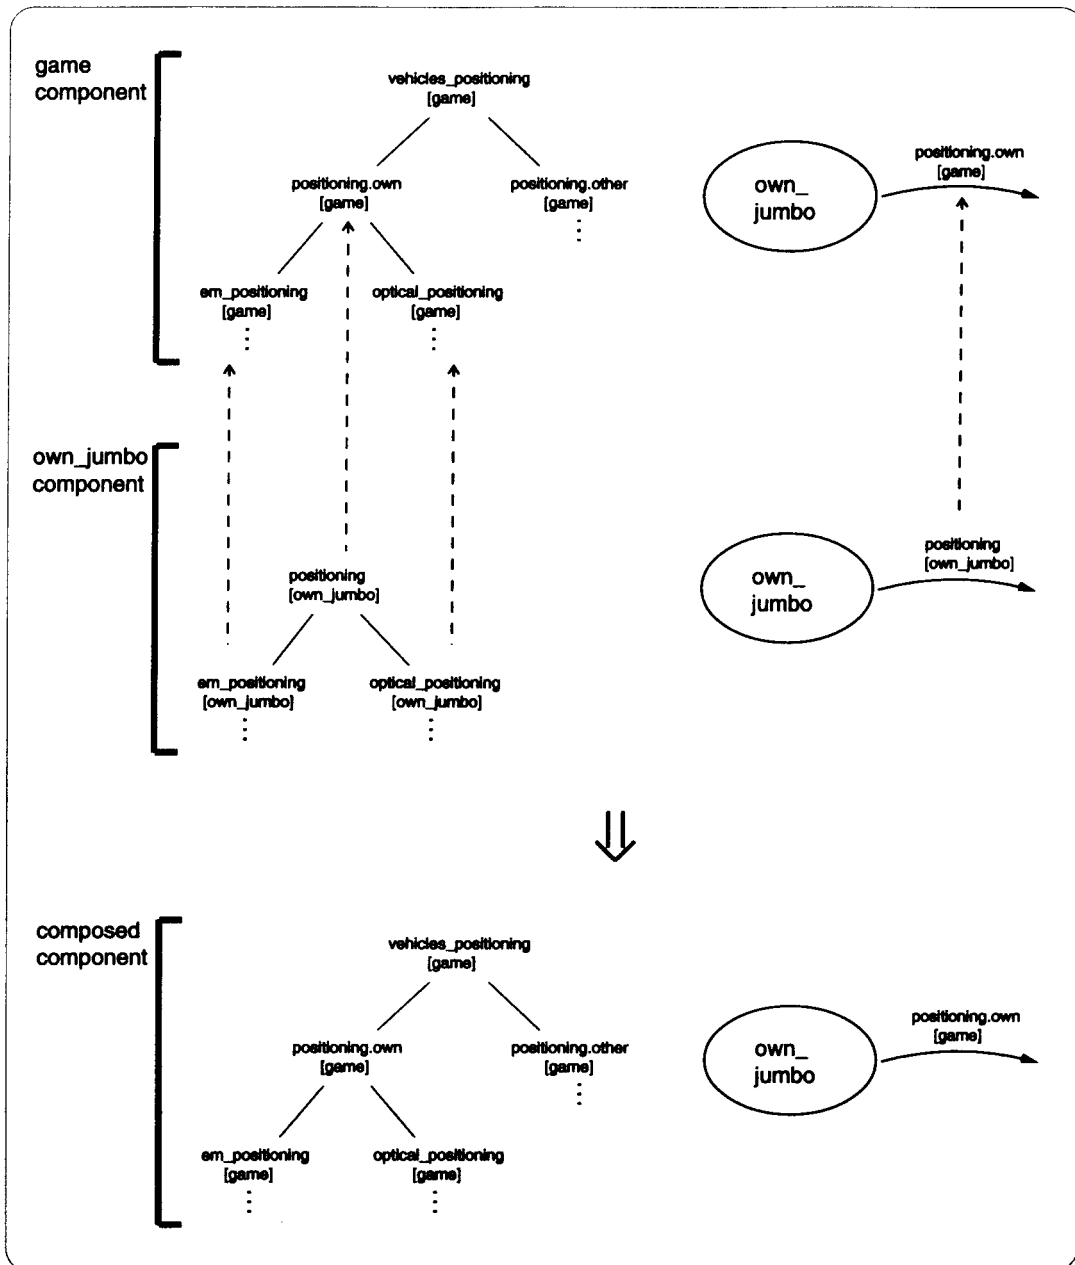 game
component
vehicles_positioning
[game]
positioning.own
[game]
positioning.other
[game]
em_positioning
[game]
optical_positioning
[game]
own_
jumbo
positioning.own
[game]
own_jumbo
component
positioning
[own_jumbo]
em_positioning
[own_jumbo]
optical_positioning
[own_jumbo]
own_
jumbo
positioning
[own_jumbo]
composed
component
vehicles_positioning
[game]
positioning.own
[game]
positioning.other
[game]
em_positioning
[game]
optical_positioning
[game]
own_
jumbo
positioning.own
[game]